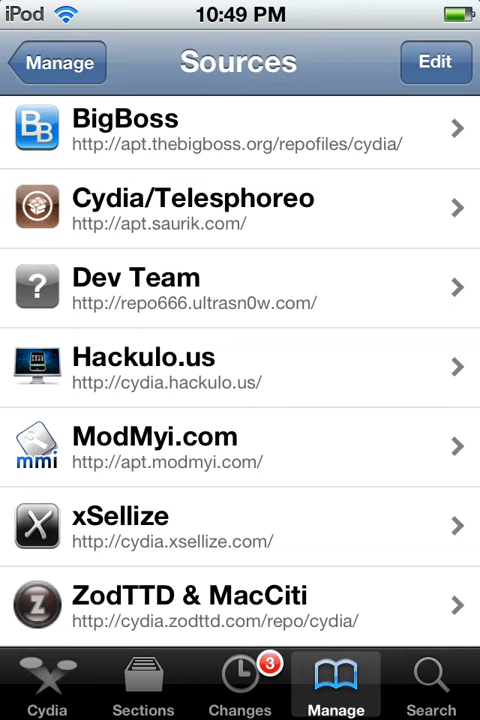 iPod 10:49 PM
Manage Sources Edit
BB BigBoss
http://apt.thebigboss.org/repofiles/cydia/
Cydia/Telesphoreo
http://apt.saurik.com/
? Dev Team
http://repo666.ultrasn0w.com/
Hackulo.us
http://cydia.hackulo.us/
ModMyi.com
mmi http://apt.modmyi.com/
X xSellize
http://cydia.xsellize.com/
Z ZodTTD & MacCiti
http://cydia.zodttd.com/repo/cydia/
3
Cydia Sections Changes Manage Search